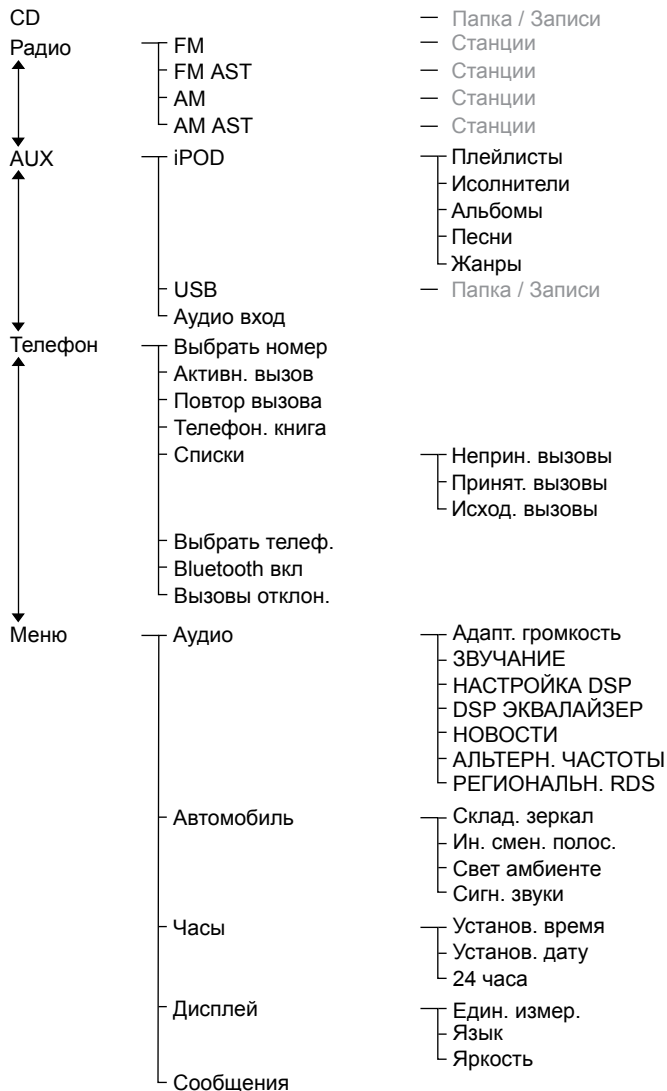 CD — Папка / Записи
Радио FM — Станции
FM AST — Станции
AM — Станции
AM AST — Станции
AUX iPOD Плейлисты
Исолнители
Альбомы
Песни
Жанры
USB — Папка / Записи
Аудио вход
Телефон Выбрать номер
Активн. вызов
Повтор вызова
Телефон. книга
Списки Неприн. вызовы
Принят. вызовы
Исход. вызовы
Выбрать телеф.
Bluetooth вкл
Вызовы отклон.
Меню Аудио Адапт. громкость
ЗВУЧАНИЕ
НАСТРОЙКА DSP
DSP ЭКВАЛАЙЗЕР
НОВОСТИ
АЛЬТЕРН. ЧАСТОТЫ
РЕГИОНАЛЬН. RDS
Автомобиль Склад. зеркал
Ин. смен. полос.
Свет амбиенте
Сигн. звуки
Часы Установ. время
Установ. дату
24 часа
Дисплей Един. измер.
Язык
Яркость
Сообщения